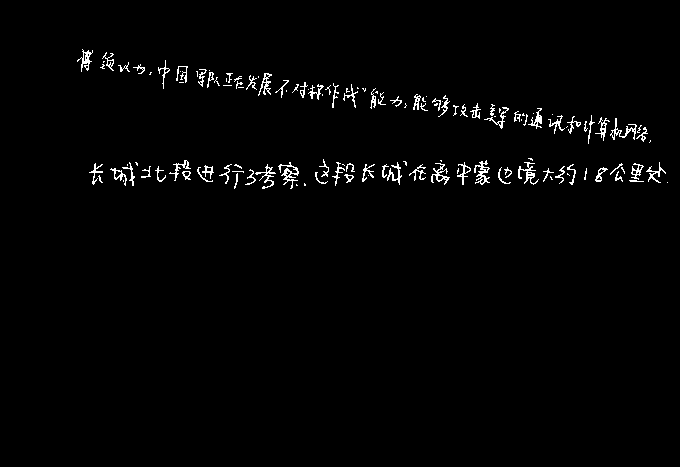 博须以为,中国军队正在发展不对称作战"能力,能够攻击美军的通讯和计算机网络.
长城北段进行了考察.这段长城在离中蒙边境大约18公里处.